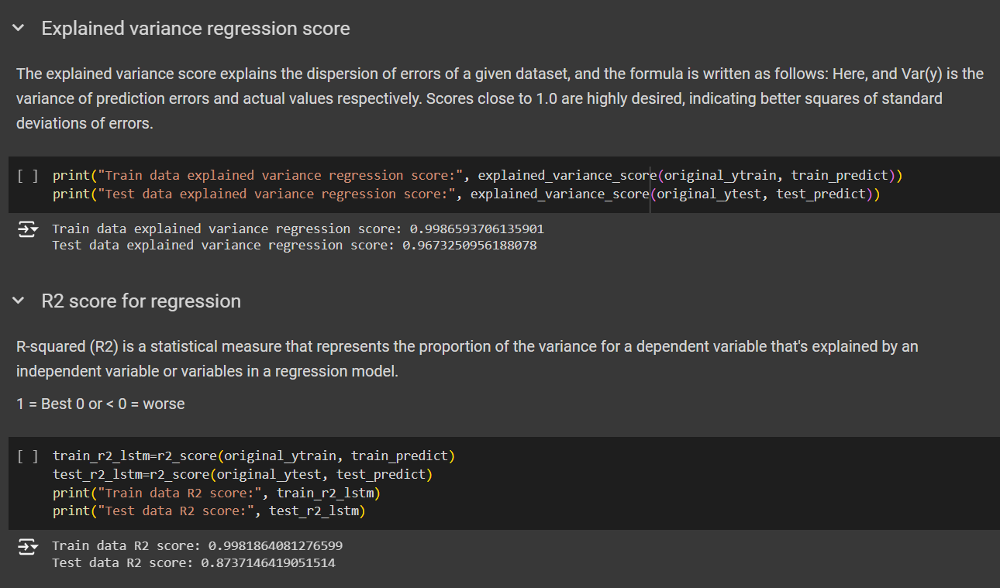 Explained variance regression score
The explained variance score explains the dispersion of errors of a given dataset, and the formula is written as follows: Here, and Var(y) is the
variance of prediction errors and actual values respectively. Scores close to 1.0 are highly desired, indicating better squares of standard
deviations of errors.
[ ] print("Train data explained variance regression score:", explained_variance_score(original_ytrain, train_predict))
print("Test data explained variance regression score:", explained_variance_score(original_ytest, test_predict))
Train data explained variance regression score: 0.9986593706135901
Test data explained variance regression score: 0.9673250956188078
R2 score for regression
R-squared (R2) is a statistical measure that represents the proportion of the variance for a dependent variable that's explained by an
independent variable or variables in a regression model.
1 = Best 0 or < 0 = worse
[ ] train_r2_lstm=r2_score(original_ytrain, train_predict)
test_r2_lstm=r2_score(original_ytest, test_predict)
print("Train data R2 score:", train_r2_lstm)
print("Test data R2 score:", test_r2_lstm)
Train data R2 score: 0.9981864081276599
Test data R2 score: 0.8737146419051514